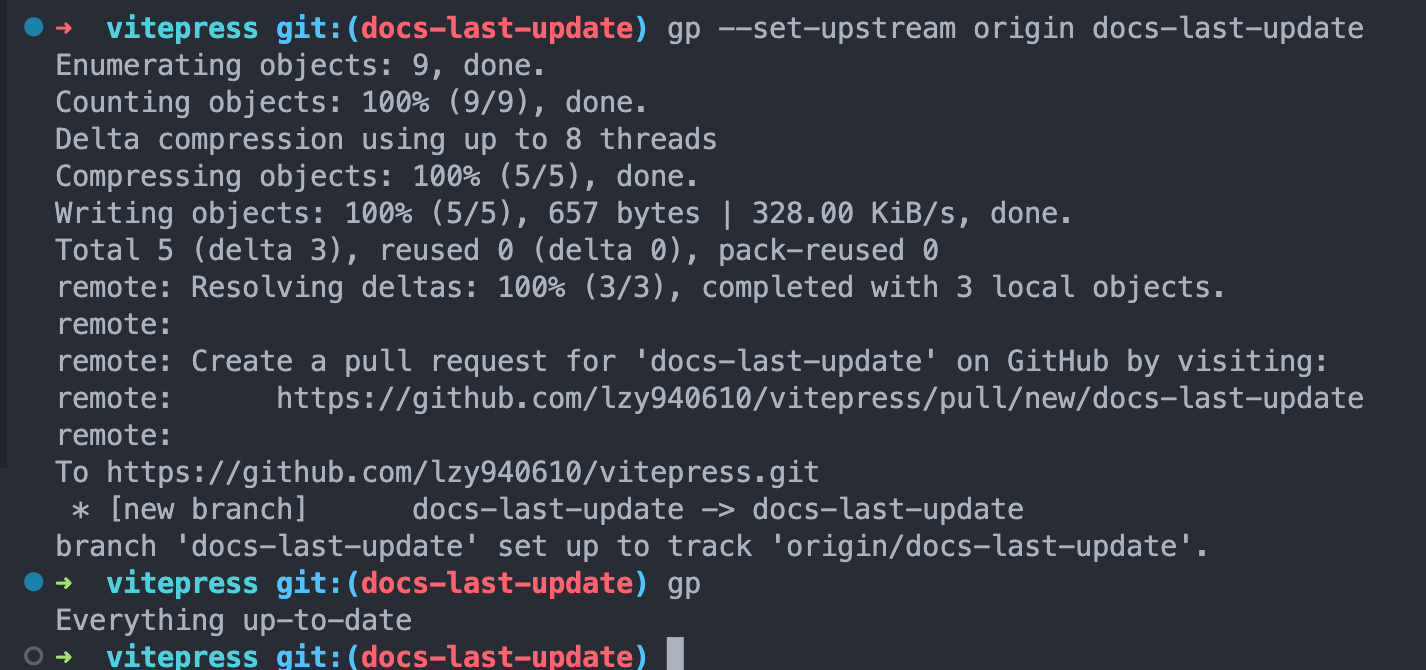 ➜  vitepress git:(docs-last-update) gp --set-upstream origin docs-last-update
Enumerating objects: 9, done.
Counting objects: 100% (9/9), done.
Delta compression using up to 8 threads
Compressing objects: 100% (5/5), done.
Writing objects: 100% (5/5), 657 bytes | 328.00 KiB/s, done.
Total 5 (delta 3), reused 0 (delta 0), pack-reused 0
remote: Resolving deltas: 100% (3/3), completed with 3 local objects.
remote:
remote: Create a pull request for 'docs-last-update' on GitHub by visiting:
remote:      https://github.com/lzy940610/vitepress/pull/new/docs-last-update
remote:
To https://github.com/lzy940610/vitepress.git
 * [new branch]      docs-last-update -> docs-last-update
branch 'docs-last-update' set up to track 'origin/docs-last-update'.
➜  vitepress git:(docs-last-update) gp
Everything up-to-date
➜  vitepress git:(docs-last-update)